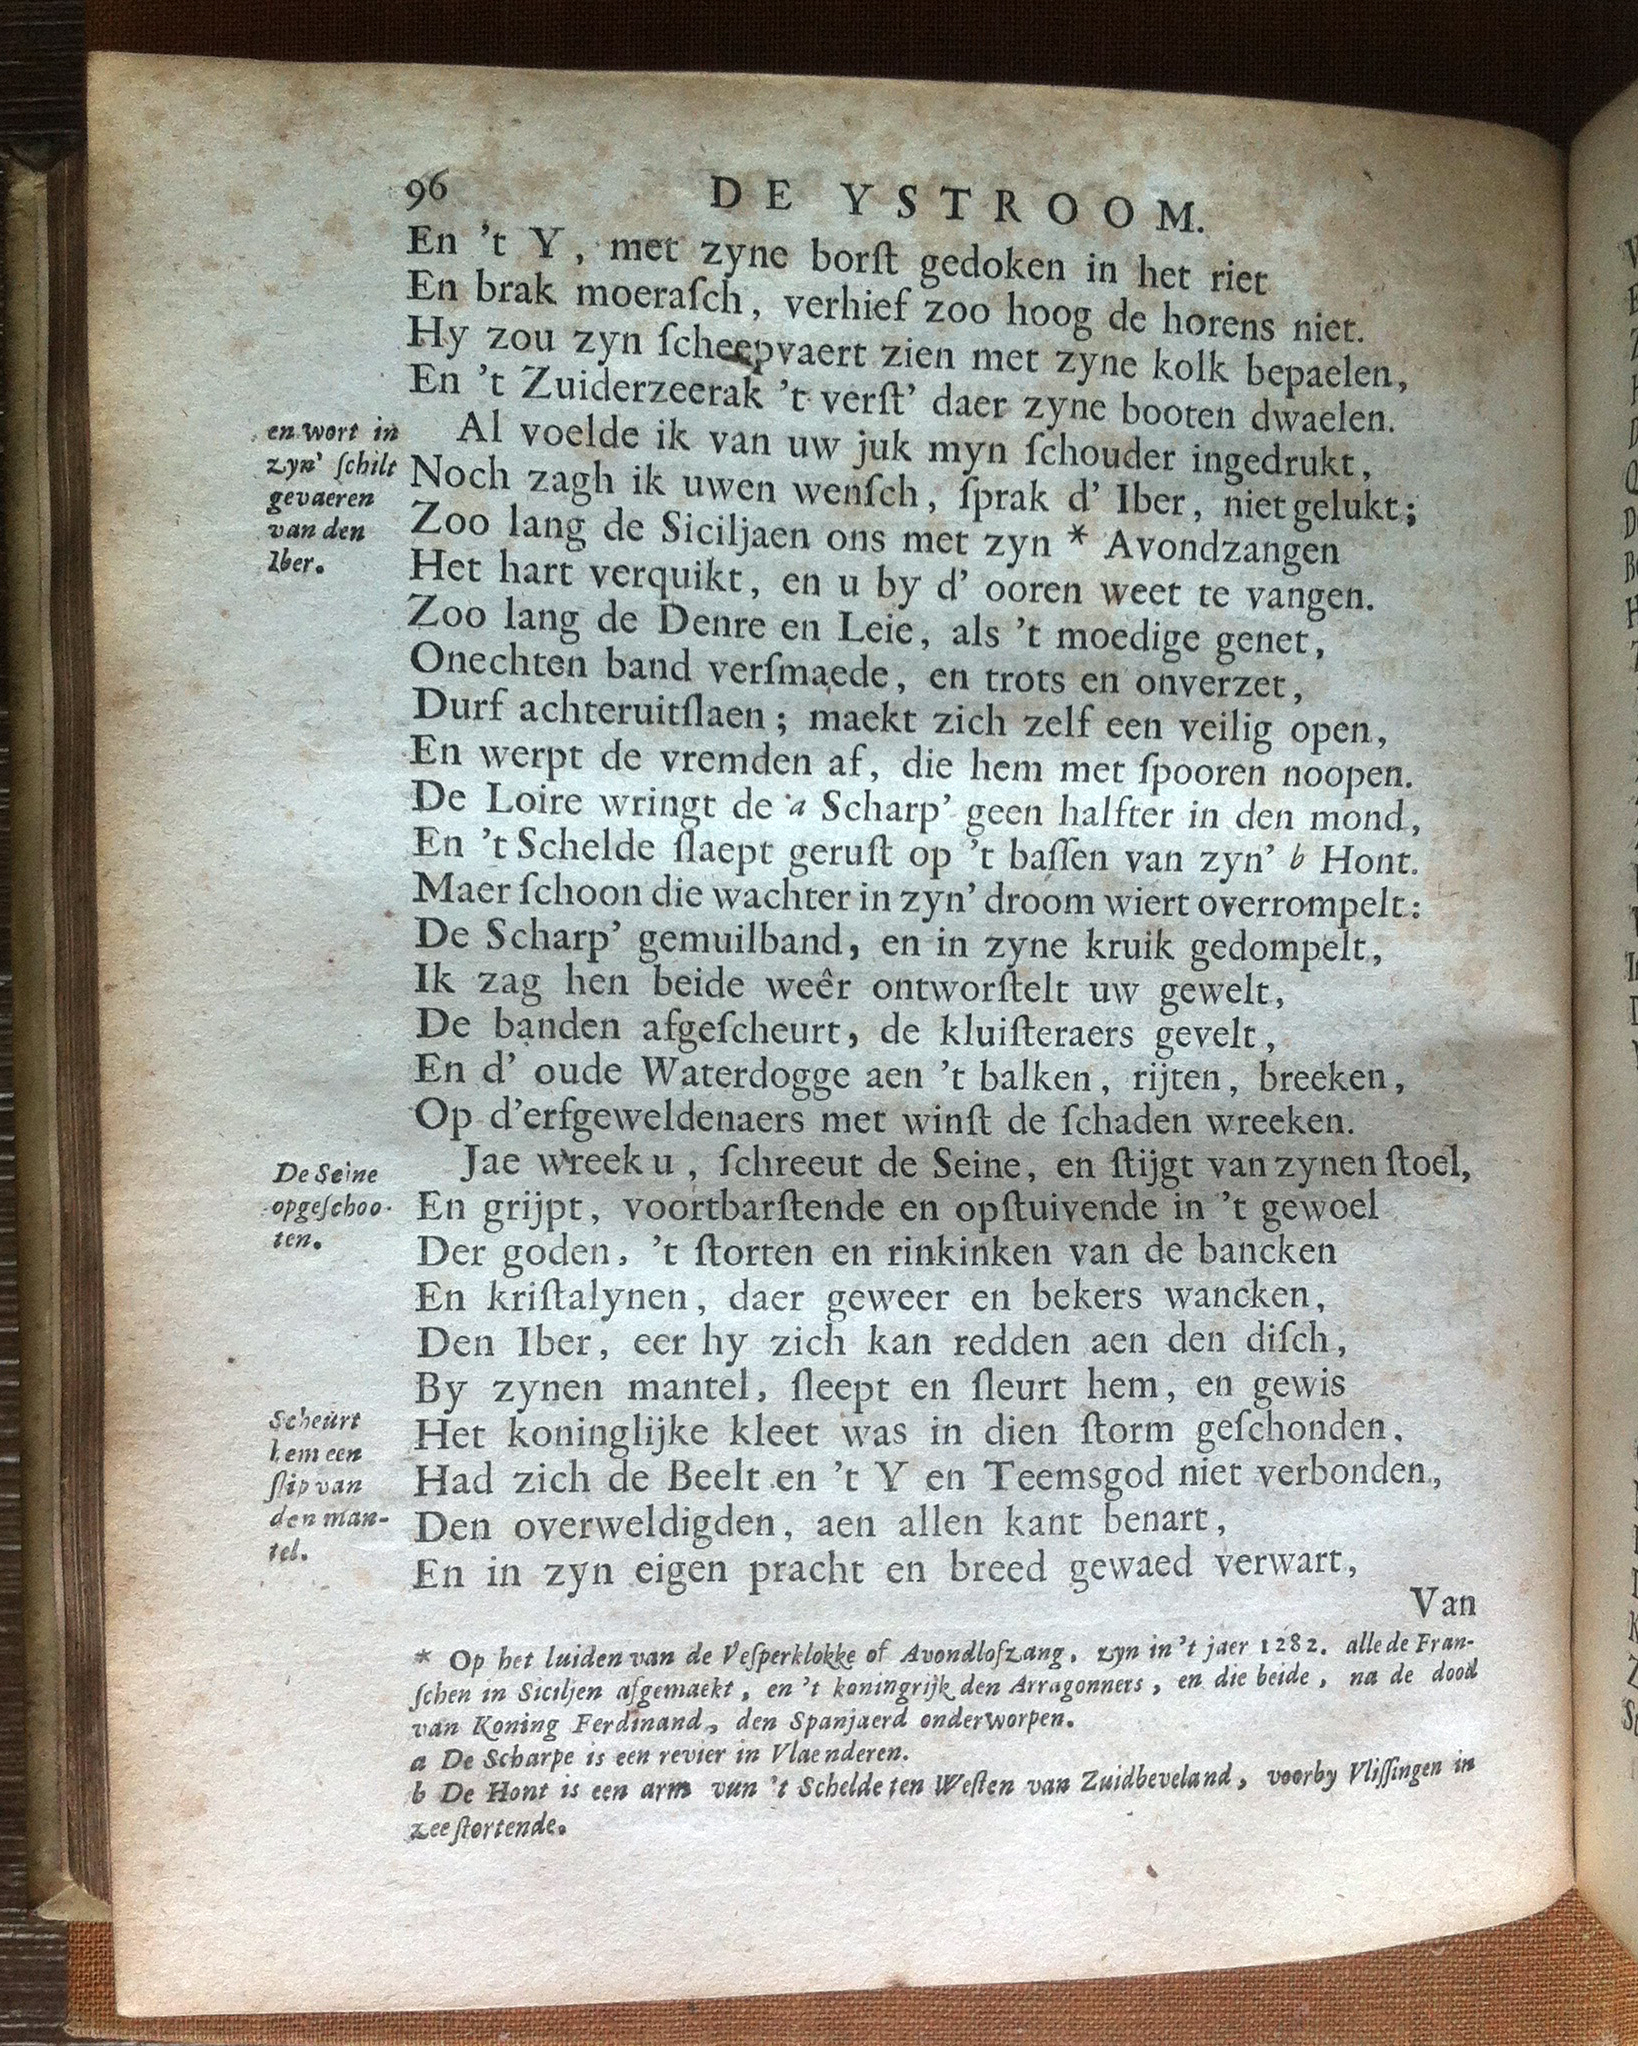 96 DE YSTROOM.
En 't Y, met zyne borſt gedoken in het riet
En brak moeraſch, verhief zoo hoog de horens niet.
Hy zou zyn ſcheepvaert zien met zyne kolk bepaelen,
En 't Zuiderzeerak 't verſt' daer zyne booten dwaelen.
en wort in
zyn' ſchilt
gevaeren
van den
Iber.
Al voelde ik van uw juk myn ſchouder ingedrukt,
Noch zagh ik uwen wenſch, ſprak d' Iber, niet gelukt;
Zoo lang de Siciljaen ons met zyn * Avondzangen
Het hart verquikt, en u by d' ooren weet te vangen.
Zoo lang de Denre en Leie, als 't moedige genet,
Onechten band verſmaede, en trots en onverzet,
Durf achteruitſlaen; maekt zich zelf een veilig open,
En werpt de vremden af, die hem met ſpooren noopen.
De Loire wringt de a Scharp' geen halfter in den mond,
En 't Schelde ſlaept geruſt op 't baſſen van zyn' b Hont.
Maer ſchoon die wachter in zyn' droom wiert overrompelt:
De Scharp' gemuilband, en in zyne kruik gedompelt,
Ik zag hen beide weêr ontworſtelt uw gewelt,
De banden afgeſcheurt, de kluiſteraers gevelt,
En d' oude Waterdogge aen 't balken, rijten, breeken,
Op d'erfgeweldenaers met winſt de ſchaden wreeken.
De Seine
opgeſchoo-
ten.
Jae wreek u, ſchreeut de Seine, en ſtijgt van zynen ſtoel,
En grijpt, voortbarſtende en opſtuivende in 't gewoel
Der goden, 't ſtorten en rinkinken van de bancken
En kriſtalynen, daer geweer en bekers wancken,
Den Iber, eer hy zich kan redden aen den diſch,
By zynen mantel, ſleept en ſleurt hem, en gewis
Scheurt
hem een
ſlip van
den man-
tel.
Het koninglijke kleet was in dien ſtorm geſchonden,
Had zich de Beelt en 't Y en Teemsgod niet verbonden,
Den overweldigden, aen allen kant benart,
En in zyn eigen pracht en breed gewaed verwart,
Van
* Op het luiden van de Veſperklokke of Avondlofzang, zyn in 't jaer 1282. alle de Fran-
ſchen in Siciljen afgemaekt, en 't koningrijk den Arragonners, en die beide, na de dood
van Koning Ferdinand, den Spanjaerd onderworpen.
a De Scharpe is een revier in Vlaenderen.
b De Hont is een arm van 't Schelde ten Weſten van Zuidbeveland, voorby Vliſſingen in
zee ſtortende.